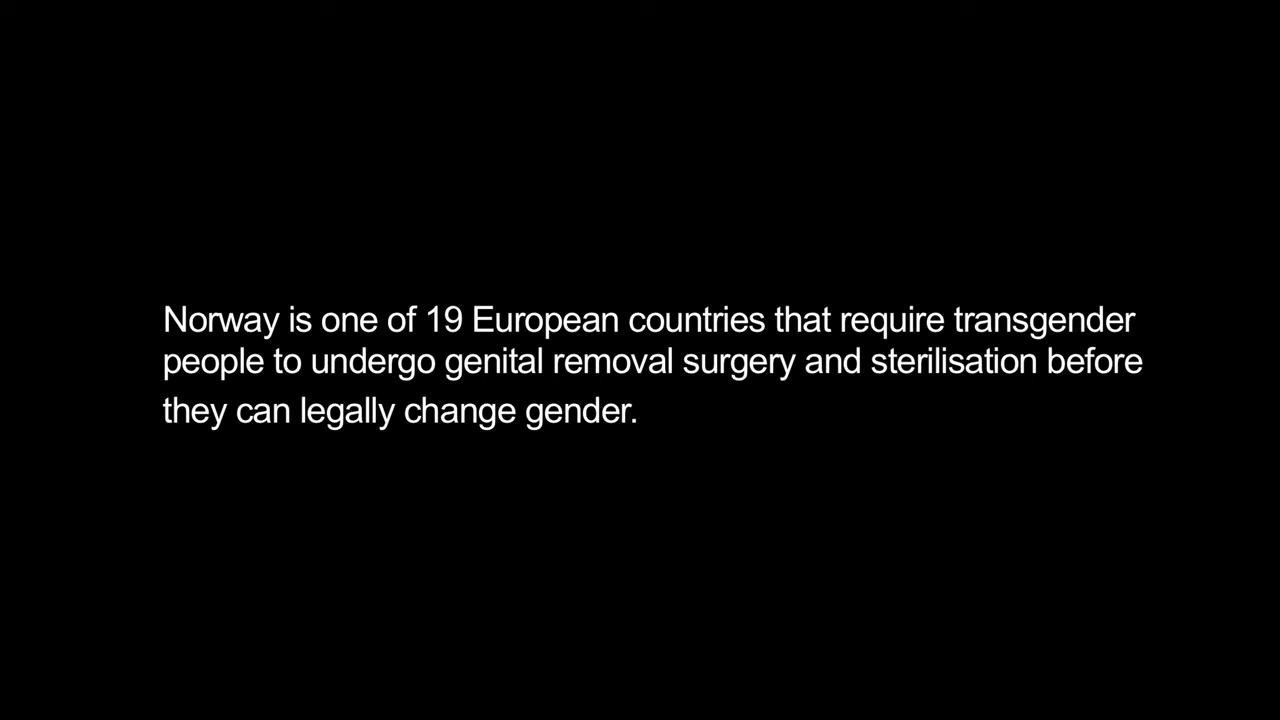 Norway is one of 19 European countries that require transgender
people to undergo genital removal surgery and sterilisation before
they can legally change gender.